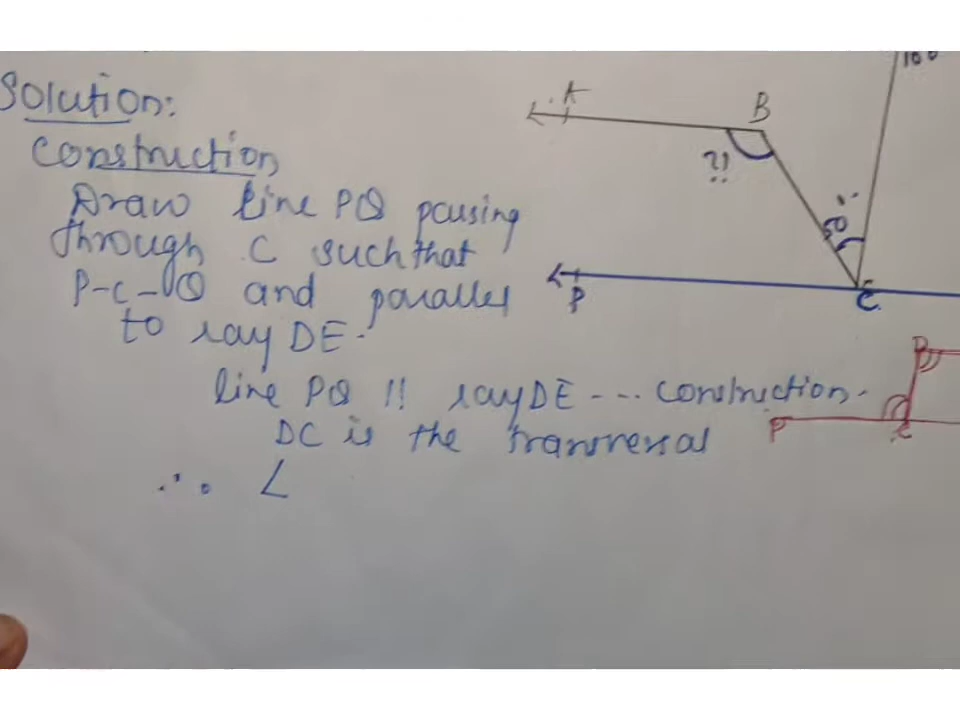 Solution:
Construction
Draw line PQ passing
through C such that
P-C-Q and parallel
to ray DE.
line PQ || ray DE --- construction.
DC is the transversal
∴ ∠
A
B
?
100
?
P
C
D
P
C